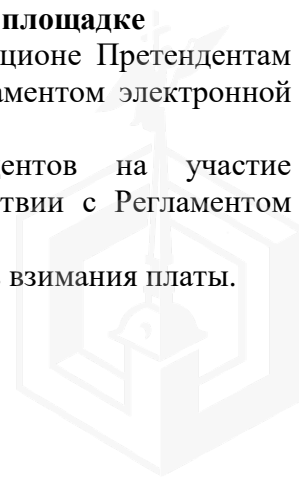 площадке
ционе Претендентам
аментом электронной
ентов на участие
ствии с Регламентом
взимания платы.